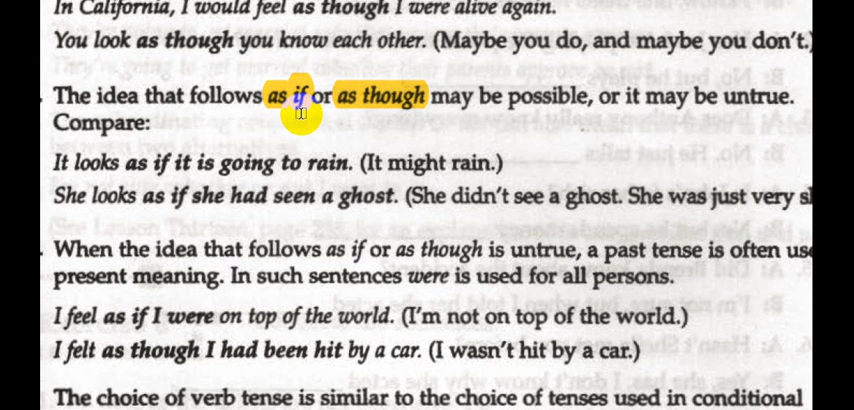 In California, I would feel as though I were alive again.
You look as though you know each other. (Maybe you do, and maybe you don't.)
The idea that follows as if or as though may be possible, or it may be untrue.
Compare:
It looks as if it is going to rain. (It might rain.)
She looks as if she had seen a ghost. (She didn't see a ghost. She was just very
When the idea that follows as if or as though is untrue, a past tense is often
present meaning. In such sentences were is used for all persons.
I feel as if I were on top of the world. (I'm not on top of the world.)
I felt as though I had been hit by a car. (I wasn't hit by a car.)
The choice of verb tense is similar to the choice of tenses used in conditional